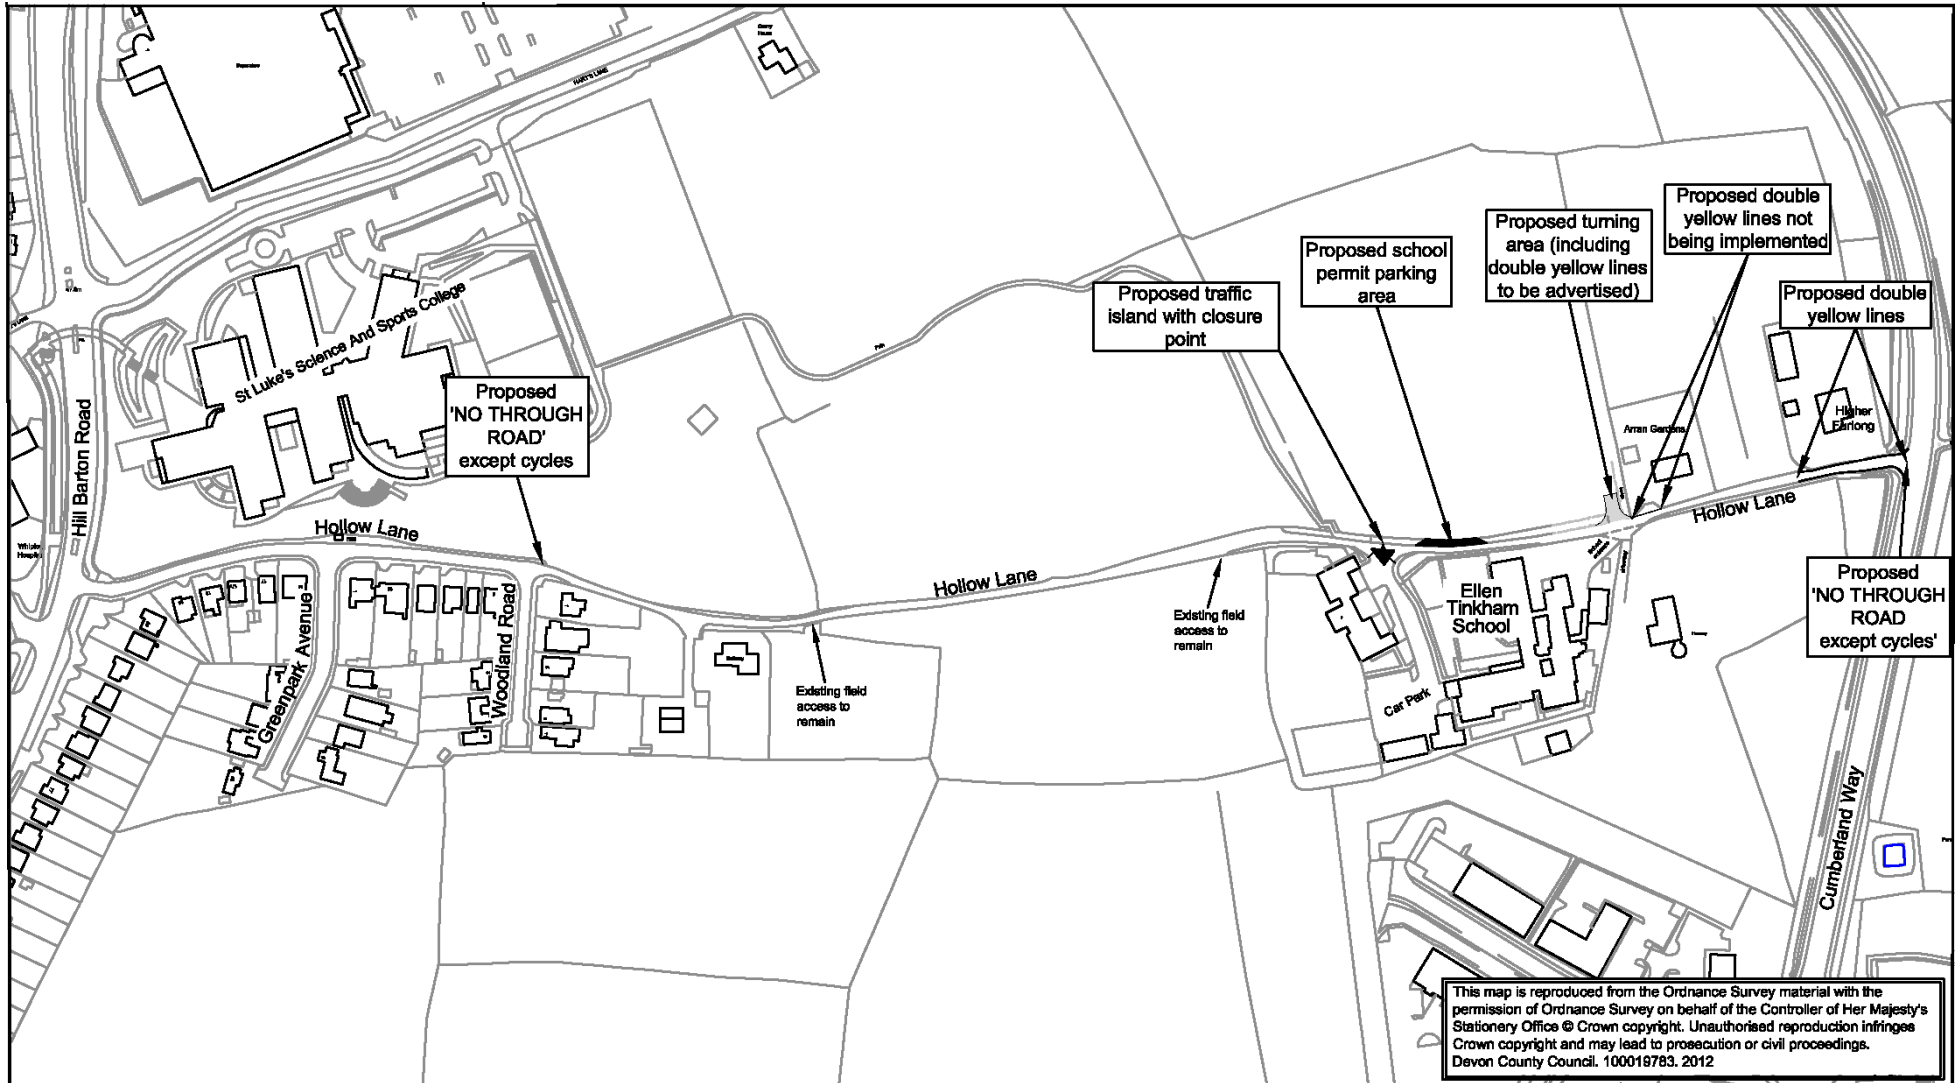 HART'S LANE
Path
St Luke's Science And Sports College
Hill Barton Road
Proposed
'NO THROUGH
ROAD'
except cycles
Hollow Lane
Greenpark Avenue
Woodland Road
Existing field
access to
remain
Hollow Lane
Existing field
access to
remain
Proposed traffic
island with closure
point
Proposed school
permit parking
area
Proposed turning
area (including
double yellow lines
to be advertised)
Proposed double
yellow lines not
being implemented
Proposed double
yellow lines
Arran Gardens
Higher
Furlong
Hollow Lane
Ellen
Tinkham
School
Car Park
Proposed
'NO THROUGH
ROAD
except cycles'
Cumberland Way
This map is reproduced from the Ordnance Survey material with the
permission of Ordnance Survey on behalf of the Controller of Her Majesty's
Stationery Office © Crown copyright. Unauthorised reproduction infringes
Crown copyright and may lead to prosecution or civil proceedings.
Devon County Council. 100019783. 2012